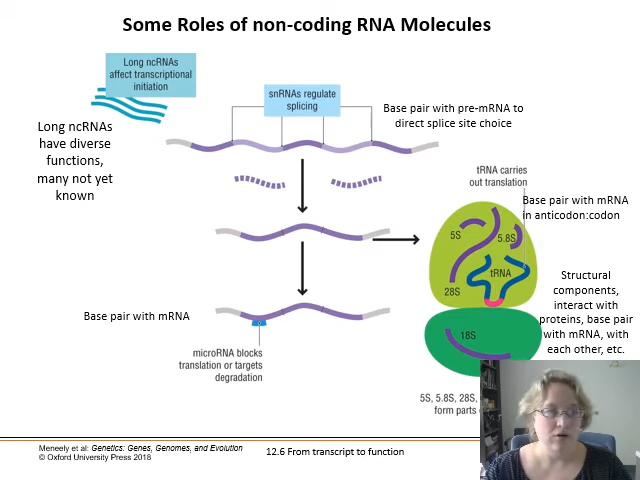 Some Roles of non-coding RNA Molecules
Long ncRNAs
affect transcriptional
initiation
snRNAs regulate
splicing
Base pair with pre-mRNA to
direct splice site choice
Long ncRNAs
have diverse
functions,
many not yet
known
tRNA carries
out translation
Base pair with mRNA
in anticodon:codon
5S
5.8S
tRNA
28S
Structural
components,
interact with
proteins, base pair
with mRNA, with
each other, etc.
18S
Base pair with mRNA
microRNA blocks
translation or targets
degradation
5S, 5.8S, 28S,
form parts
Meneely et al: Genetics: Genes, Genomes, and Evolution
© Oxford University Press 2018
12.6 From transcript to function